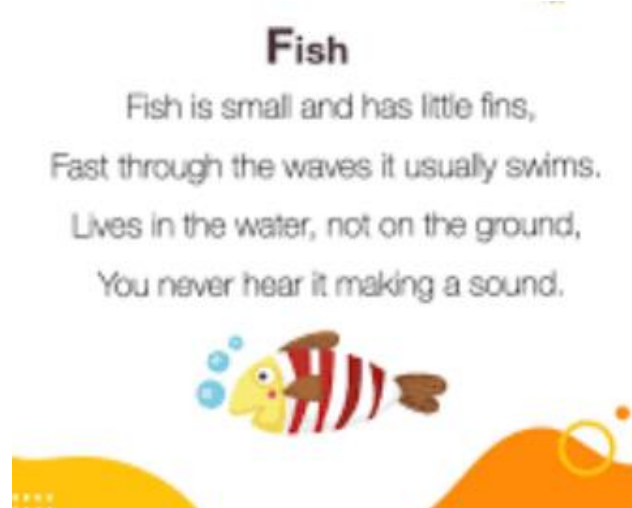 Fish
Fish is small and has little fins,
Fast through the waves it usually swims.
Lives in the water, not on the ground,
You never hear it making a sound.